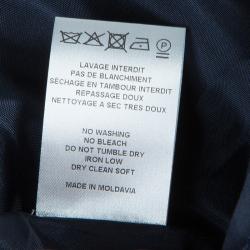 P
LAVAGE INTERDIT
PAS DE BLANCHIMENT
SÈCHAGE EN TAMBOUR INTERDIT
REPASSAGE DOUX
NETTOYAGE A SEC TRES DOUX
NO WASHING
NO BLEACH
DO NOT TUMBLE DRY
IRON LOW
DRY CLEAN SOFT
MADE IN MOLDAVIA